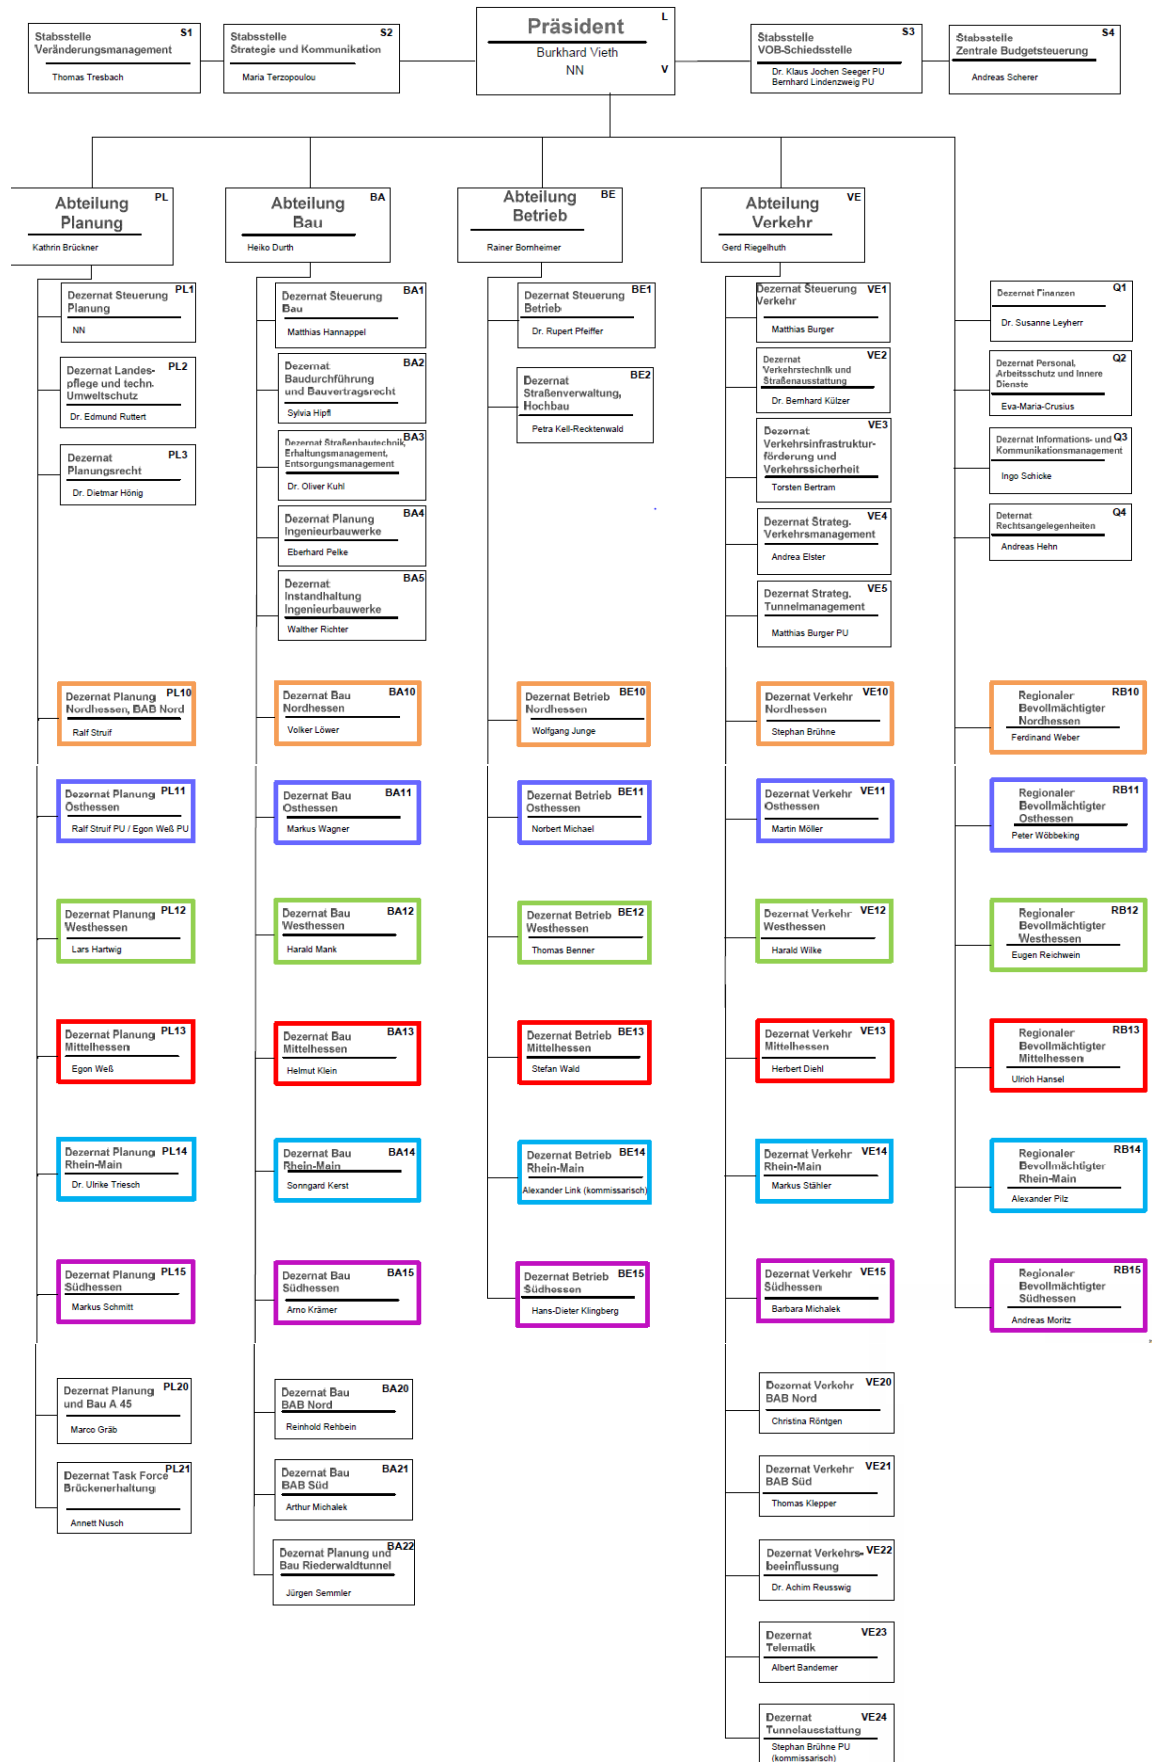 S1
Stabsstelle
Veränderungsmanagement
Thomas Tresbach
S2
Stabsstelle
Strategie und Kommunikation
Maria Terzopoulou
L
Präsident
Burkhard Vieth
NN
V
S3
Stabsstelle
VOB-Schiedsstelle
Dr. Klaus Jochen Seeger PU
Bernhard Lindenzweig PU
S4
Stabsstelle
Zentrale Budgetsteuerung
Andreas Scherer
PL
Abteilung
Planung
Kathrin Brückner
BA
Abteilung
Bau
Heiko Durth
BE
Abteilung
Betrieb
Rainer Bornheimer
VE
Abteilung
Verkehr
Gerd Riegelhuth
PL1
Dezernat Steuerung
Planung
NN
BA1
Dezernat Steuerung
Bau
Matthias Hannappel
BE1
Dezernat Steuerung
Betrieb
Dr. Rupert Pfeiffer
VE1
Dezernat Steuerung
Verkehr
Matthias Burger
Q1
Dezernat Finanzen
Dr. Susanne Leyherr
PL2
Dezernat Landes-
pflege und techn.
Umweltschutz
Dr. Edmund Ruttert
BA2
Dezernat
Baudurchführung
und Bauvertragsrecht
Sylvia Hipfl
BE2
Dezernat
Straßenverwaltung,
Hochbau
Petra Kell-Recktenwald
VE2
Dezernat
Verkehrstechnik und
Straßenausstattung
Dr. Bernhard Külzer
Q2
Dezernat Personal,
Arbeitsschutz und Innere
Dienste
Eva-Maria-Crusius
PL3
Dezernat
Planungsrecht
Dr. Dietmar Hönig
BA3
Dezernat Straßenbautechnik,
Erhaltungsmanagement,
Entsorgungsmanagement
Dr. Oliver Kuhl
VE3
Dezernat
Verkehrsinfrastruktur-
förderung und
Verkehrssicherheit
Torsten Bertram
Q3
Dezernat Informations- und
Kommunikationsmanagement
Ingo Schicke
BA4
Dezernat Planung
Ingenieurbauwerke
Eberhard Pelke
VE4
Dezernat Strateg.
Verkehrsmanagement
Andrea Elster
Q4
Deternat
Rechtsangelegenheiten
Andreas Hehn
BA5
Dezernat
Instandhaltung
Ingenieurbauwerke
Walther Richter
VE5
Dezernat Strateg.
Tunnelmanagement
Matthias Burger PU
PL10
Dezernat Planung
Nordhessen, BAB Nord
Ralf Struif
BA10
Dezernat Bau
Nordhessen
Volker Löwer
BE10
Dezernat Betrieb
Nordhessen
Wolfgang Junge
VE10
Dezernat Verkehr
Nordhessen
Stephan Brühne
RB10
Regionaler
Bevollmächtigter
Nordhessen
Ferdinand Weber
PL11
Dezernat Planung
Osthessen
Ralf Struif PU / Egon Weß PU
BA11
Dezernat Bau
Osthessen
Markus Wagner
BE11
Dezernat Betrieb
Osthessen
Norbert Michael
VE11
Dezernat Verkehr
Osthessen
Martin Möller
RB11
Regionaler
Bevollmächtigter
Osthessen
Peter Wöbbeking
PL12
Dezernat Planung
Westhessen
Lars Hartwig
BA12
Dezernat Bau
Westhessen
Harald Mank
BE12
Dezernat Betrieb
Westhessen
Thomas Benner
VE12
Dezernat Verkehr
Westhessen
Harald Wilke
RB12
Regionaler
Bevollmächtigter
Westhessen
Eugen Reichwein
PL13
Dezernat Planung
Mittelhessen
Egon Weß
BA13
Dezernat Bau
Mittelhessen
Helmut Klein
BE13
Dezernat Betrieb
Mittelhessen
Stefan Wald
VE13
Dezernat Verkehr
Mittelhessen
Herbert Diehl
RB13
Regionaler
Bevollmächtigter
Mittelhessen
Ulrich Hansel
PL14
Dezernat Planung
Rhein-Main
Dr. Ulrike Triesch
BA14
Dezernat Bau
Rhein-Main
Sonngard Kerst
BE14
Dezernat Betrieb
Rhein-Main
Alexander Link (kommissarisch)
VE14
Dezernat Verkehr
Rhein-Main
Markus Stähler
RB14
Regionaler
Bevollmächtigter
Rhein-Main
Alexander Pilz
PL15
Dezernat Planung
Südhessen
Markus Schmitt
BA15
Dezernat Bau
Südhessen
Arno Krämer
BE15
Dezernat Betrieb
Südhessen
Hans-Dieter Klingberg
VE15
Dezernat Verkehr
Südhessen
Barbara Michalek
RB15
Regionaler
Bevollmächtigter
Südhessen
Andreas Moritz
PL20
Dezernat Planung
und Bau A 45
Marco Gräb
BA20
Dezernat Bau
BAB Nord
Reinhold Rehbein
VE20
Dezernat Verkehr
BAB Nord
Christina Röntgen
PL21
Dezernat Task Force
Brückenerhaltung
Annett Nusch
BA21
Dezernat Bau
BAB Süd
Arthur Michalek
VE21
Dezernat Verkehr
BAB Süd
Thomas Klepper
BA22
Dezernat Planung und
Bau Riederwaldtunnel
Jürgen Semmler
VE22
Dezernat Verkehrs-
beeinflussung
Dr. Achim Reusswig
VE23
Dezernat
Telematik
Albert Bandemer
VE24
Dezernat
Tunnelausstattung
Stephan Brühne PU
(kommissarisch)